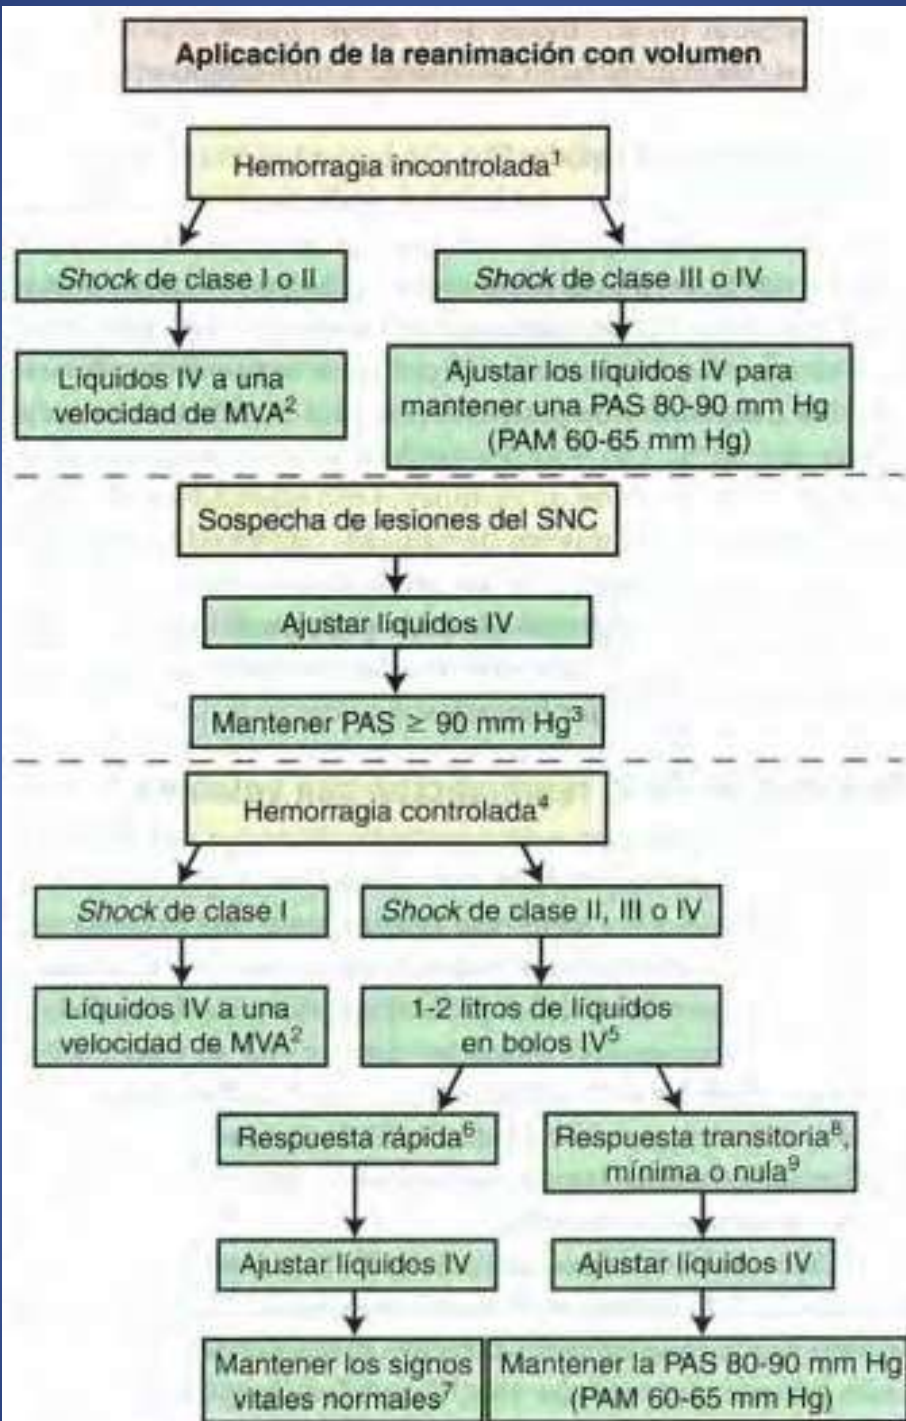 Aplicación de la reanimación con volumen
Hemorragia incontrolada¹
Shock de clase I o II
Shock de clase III o IV
Líquidos IV a una
velocidad de MVA²
Ajustar los líquidos IV para
mantener una PAS 80-90 mm Hg
(PAM 60-65 mm Hg)
Sospecha de lesiones del SNC
Ajustar líquidos IV
Mantener PAS ≥ 90 mm Hg³
Hemorragia controlada⁴
Shock de clase I
Shock de clase II, III o IV
Líquidos IV a una
velocidad de MVA²
1-2 litros de líquidos
en bolos IV⁵
Respuesta rápida⁶
Respuesta transitoria⁸,
mínima o nula⁹
Ajustar líquidos IV
Ajustar líquidos IV
Mantener los signos
vitales normales⁷
Mantener la PAS 80-90 mm Hg
(PAM 60-65 mm Hg)